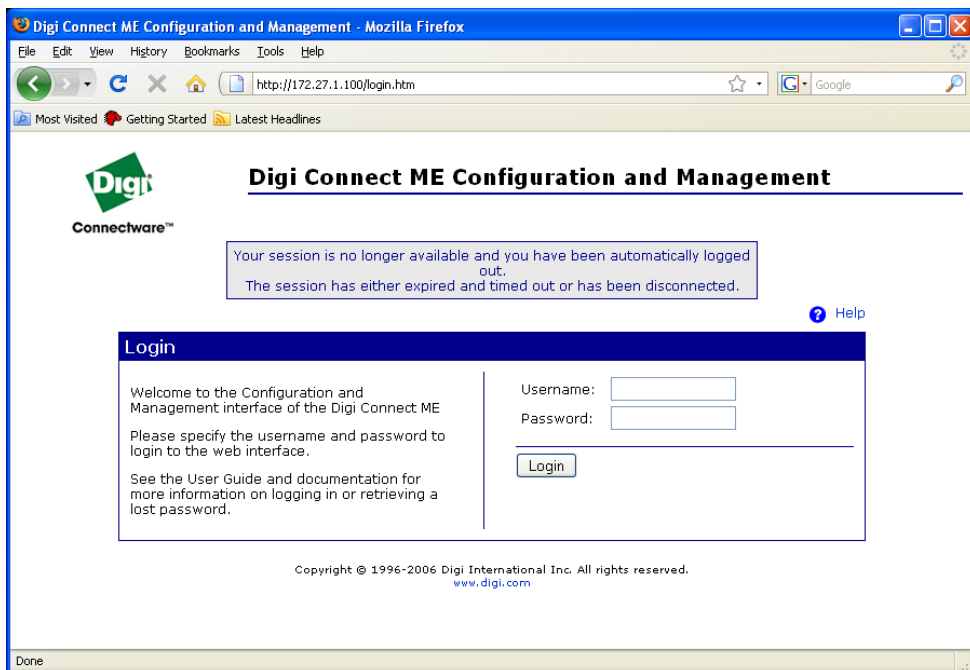 Digi Connect ME Configuration and Management - Mozilla Firefox
File Edit View History Bookmarks Tools Help
http://172.27.1.100/login.htm
G Google
Most Visited Getting Started Latest Headlines
Digi
Connectware™
Digi Connect ME Configuration and Management
Your session is no longer available and you have been automatically logged
out.
The session has either expired and timed out or has been disconnected.
? Help
Login
Welcome to the Configuration and
Management interface of the Digi Connect ME
Please specify the username and password to
login to the web interface.
See the User Guide and documentation for
more information on logging in or retrieving a
lost password.
Username:
Password:
Login
Copyright © 1996-2006 Digi International Inc. All rights reserved.
www.digi.com
Done